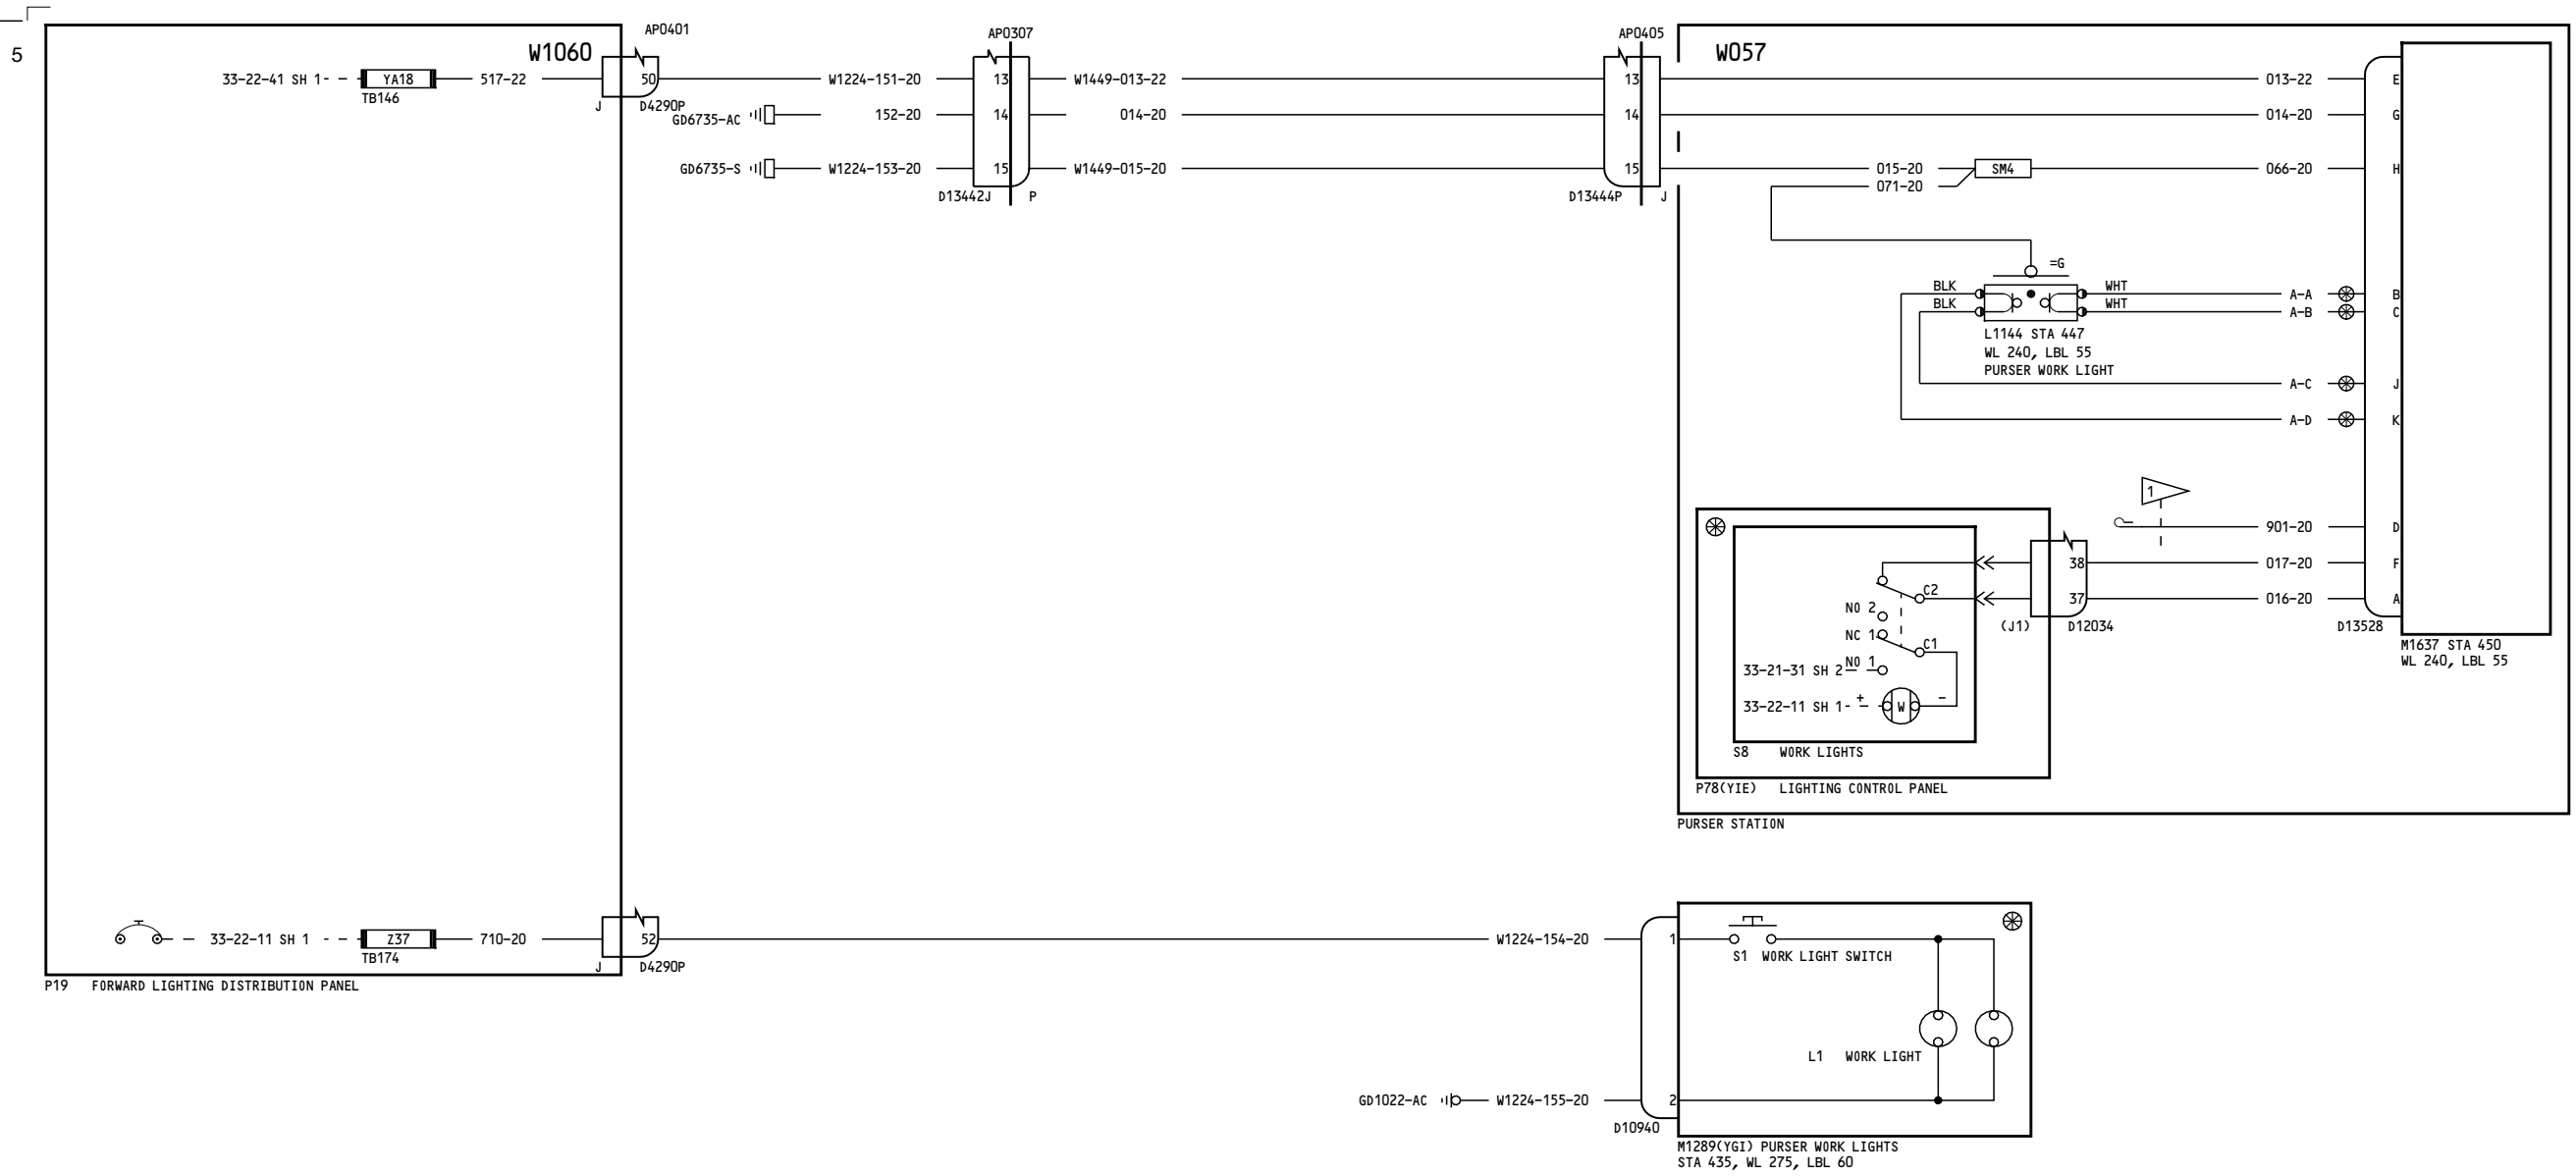 5
W1060
AP0401
33-22-41 SH 1
YA18
517-22
50
TB146
J
D4290P
AP0307
W1224-151-20
13
W1449-013-22
GD6735-AC
152-20
14
014-20
GD6735-S
W1224-153-20
15
W1449-015-20
D13442J
P
AP0405
13
14
15
D13444P
J
W057
013-22
E
014-20
G
015-20
SM4
066-20
H
071-20
=G
BLK
WHT
A-A
B
BLK
WHT
A-B
C
L1144 STA 447
WL 240, LBL 55
PURSER WORK LIGHT
A-C
J
A-D
K
1
901-20
D
38
017-20
F
C2
37
016-20
A
NO 2
(J1)
D12034
D13528
NC 1
C1
M1637 STA 450
WL 240, LBL 55
NO 1
33-21-31 SH 2
33-22-11 SH 1
+
W
-
S8 WORK LIGHTS
P78(YIE) LIGHTING CONTROL PANEL
PURSER STATION
33-22-11 SH 1
Z37
710-20
52
TB174
J
D4290P
P19 FORWARD LIGHTING DISTRIBUTION PANEL
W1224-154-20
1
S1 WORK LIGHT SWITCH
L1 WORK LIGHT
GD1022-AC
W1224-155-20
2
D10940
M1289(YGI) PURSER WORK LIGHTS
STA 435, WL 275, LBL 60